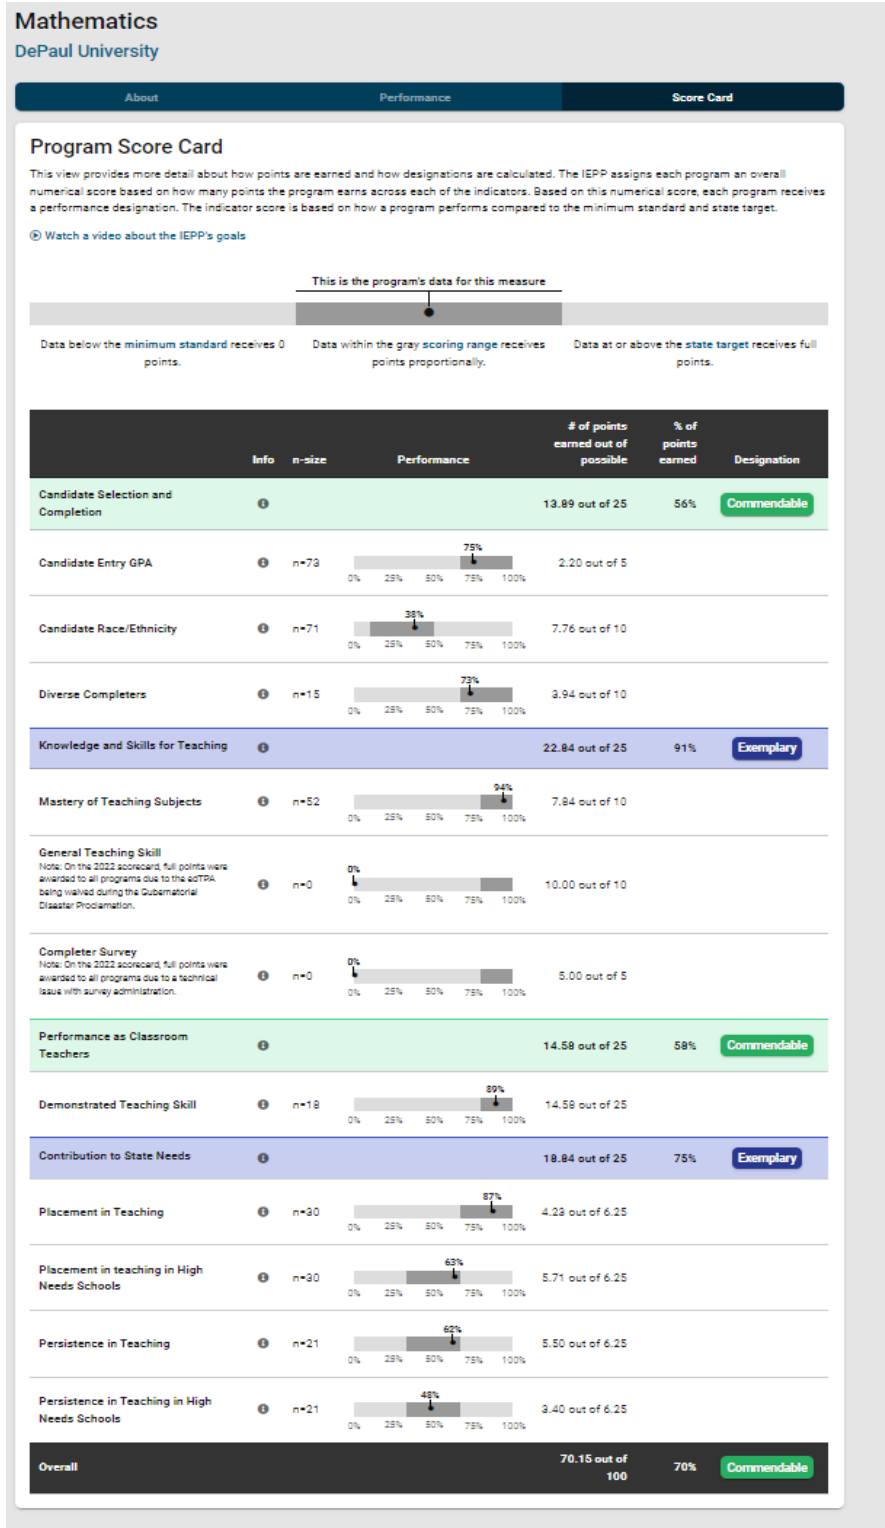 Mathematics
DePaul University
About Performance Score Card
Program Score Card
This view provides more detail about how points are earned and how designations are calculated. The IEPP assigns each program an overall
numerical score based on how many points the program earns across each of the indicators. Based on this numerical score, each program receives
a performance designation. The indicator score is based on how a program performs compared to the minimum standard and state target.
Watch a video about the IEPP's goals
This is the program's data for this measure
Data below the minimum standard receives 0
points.
Data within the gray scoring range receives
points proportionally.
Data at or above the state target receives full
points.
Info n-size Performance # of points
earned out of
possible
% of
points
earned
Designation
Candidate Selection and
Completion
13.89 out of 25 56% Commendable
Candidate Entry GPA n=73 75% 2.20 out of 5
0% 25% 50% 75% 100%
Candidate Race/Ethnicity n=71 38% 7.76 out of 10
0% 25% 50% 75% 100%
Diverse Completers n=15 73% 3.94 out of 10
0% 25% 50% 75% 100%
Knowledge and Skills for Teaching 22.84 out of 25 91% Exemplary
Mastery of Teaching Subjects n=52 94% 7.84 out of 10
0% 25% 50% 75% 100%
General Teaching Skill
Note: On the 2022 scorecard, full points were
awarded to all programs due to the edTPA
being waived during the Gubernatorial
Disaster Proclamation.
n=0 0% 10.00 out of 10
0% 25% 50% 75% 100%
Completer Survey
Note: On the 2022 scorecard, full points were
awarded to all programs due to a technical
issue with survey administration.
n=0 0% 5.00 out of 5
0% 25% 50% 75% 100%
Performance as Classroom
Teachers
14.58 out of 25 58% Commendable
Demonstrated Teaching Skill n=18 89% 14.58 out of 25
0% 25% 50% 75% 100%
Contribution to State Needs 18.84 out of 25 75% Exemplary
Placement in Teaching n=30 87% 4.23 out of 6.25
0% 25% 50% 75% 100%
Placement in teaching in High
Needs Schools
n=30 63% 5.71 out of 6.25
0% 25% 50% 75% 100%
Persistence in Teaching n=21 62% 5.50 out of 6.25
0% 25% 50% 75% 100%
Persistence in Teaching in High
Needs Schools
n=21 48% 3.40 out of 6.25
0% 25% 50% 75% 100%
Overall 70.15 out of
100
70% Commendable